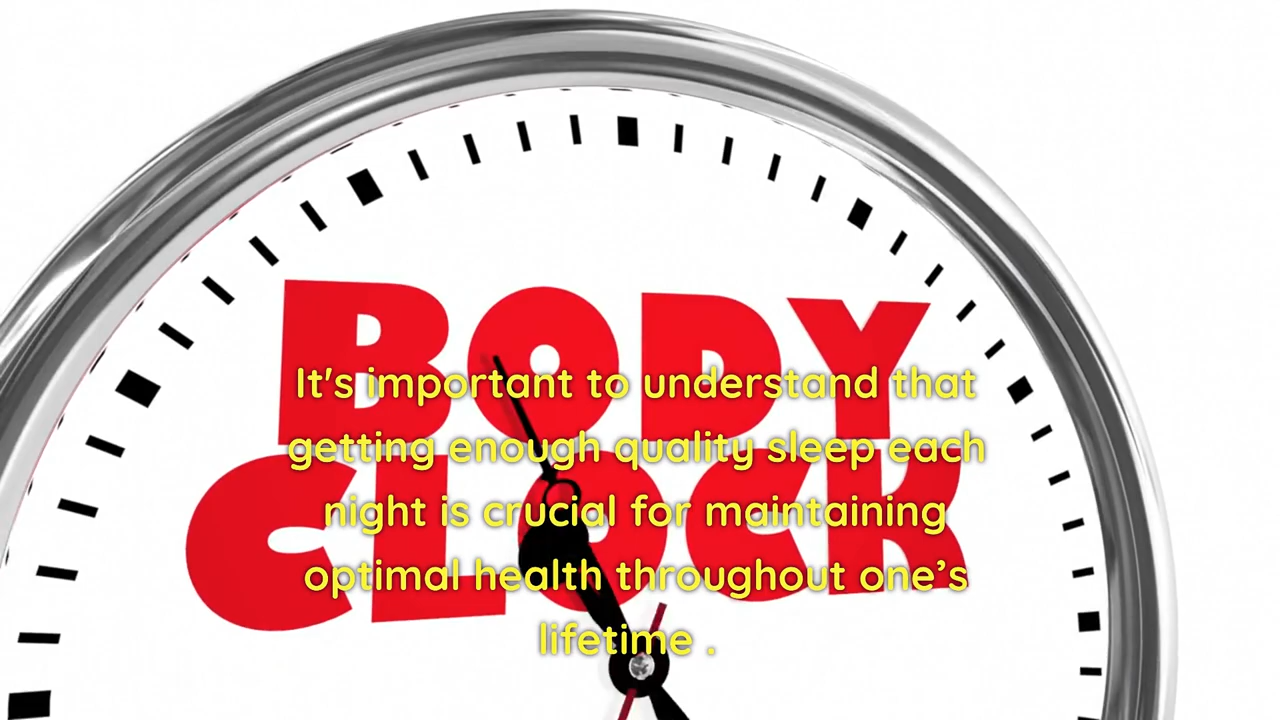 BODY
CLOCK
It's important to understand that
getting enough quality sleep each
night is crucial for maintaining
optimal health throughout one’s
lifetime .